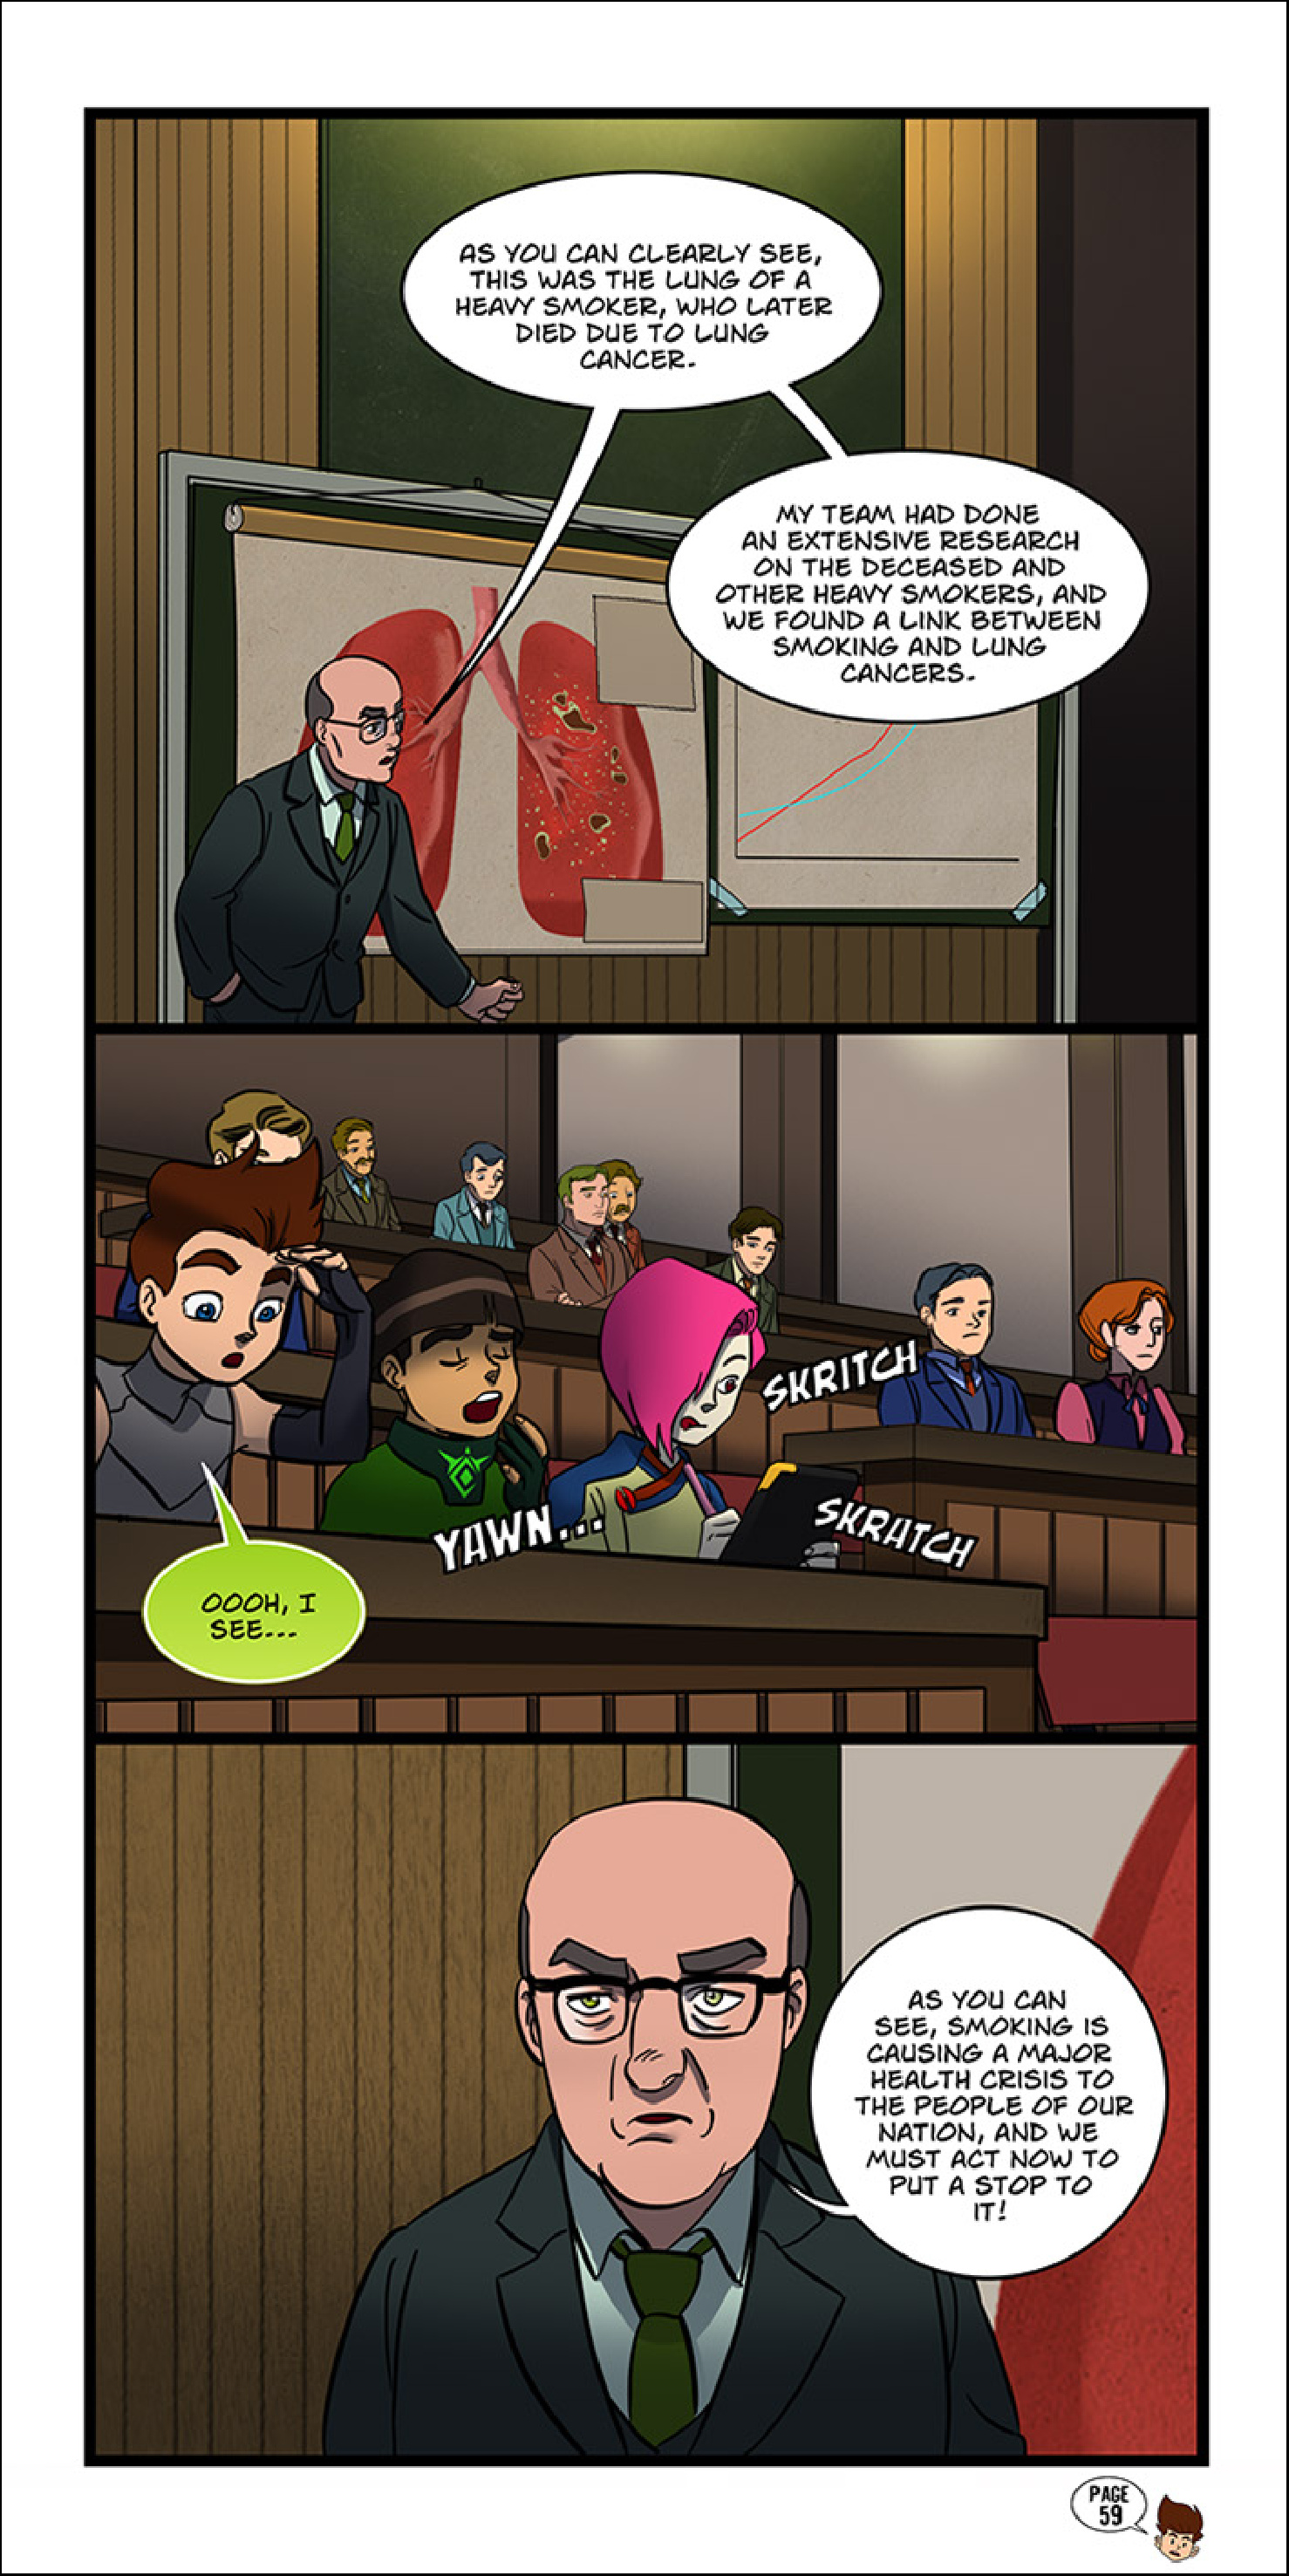 AS YOU CAN CLEARLY SEE,
THIS WAS THE LUNG OF A
HEAVY SMOKER, WHO LATER
DIED DUE TO LUNG
CANCER.
MY TEAM HAD DONE
AN EXTENSIVE RESEARCH
ON THE DECEASED AND
OTHER HEAVY SMOKERS, AND
WE FOUND A LINK BETWEEN
SMOKING AND LUNG
CANCERS.
SKRITCH
SKRATCH
YAWN...
OOOH, I
SEE...
AS YOU CAN
SEE, SMOKING IS
CAUSING A MAJOR
HEALTH CRISIS TO
THE PEOPLE OF OUR
NATION, AND WE
MUST ACT NOW TO
PUT A STOP TO
IT!
PAGE
59